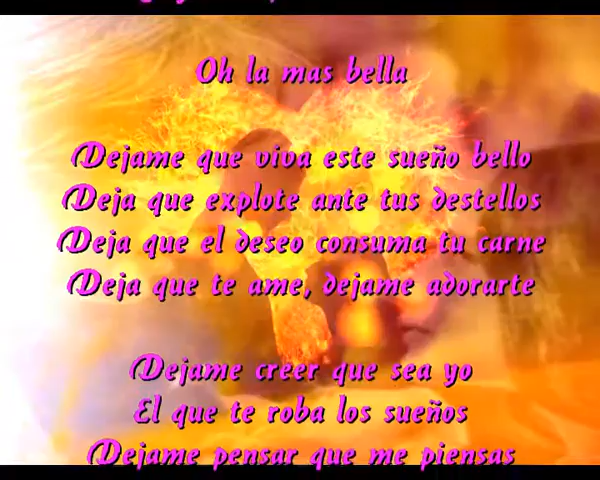 Oh la mas bella
Dejame que viva este sueño bello
Deja que explote ante tus destellos
Deja que el deseo consuma tu carne
Deja que te ame, dejame adorarte
Dejame creer que sea yo
El que te roba los sueños
Dejame pensar que me piensas